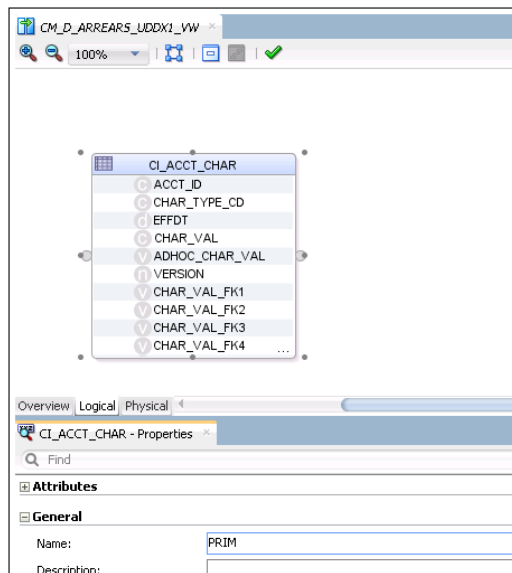 CM_D_ARREARS_UDDX1_VW
100%
CI_ACCT_CHAR
C ACCT_ID
C CHAR_TYPE_CD
d EFFDT
C CHAR_VAL
V ADHOC_CHAR_VAL
n VERSION
V CHAR_VAL_FK1
V CHAR_VAL_FK2
V CHAR_VAL_FK3
V CHAR_VAL_FK4 ...
Overview Logical Physical
CI_ACCT_CHAR - Properties
Find
Attributes
General
Name: PRIM
Description: